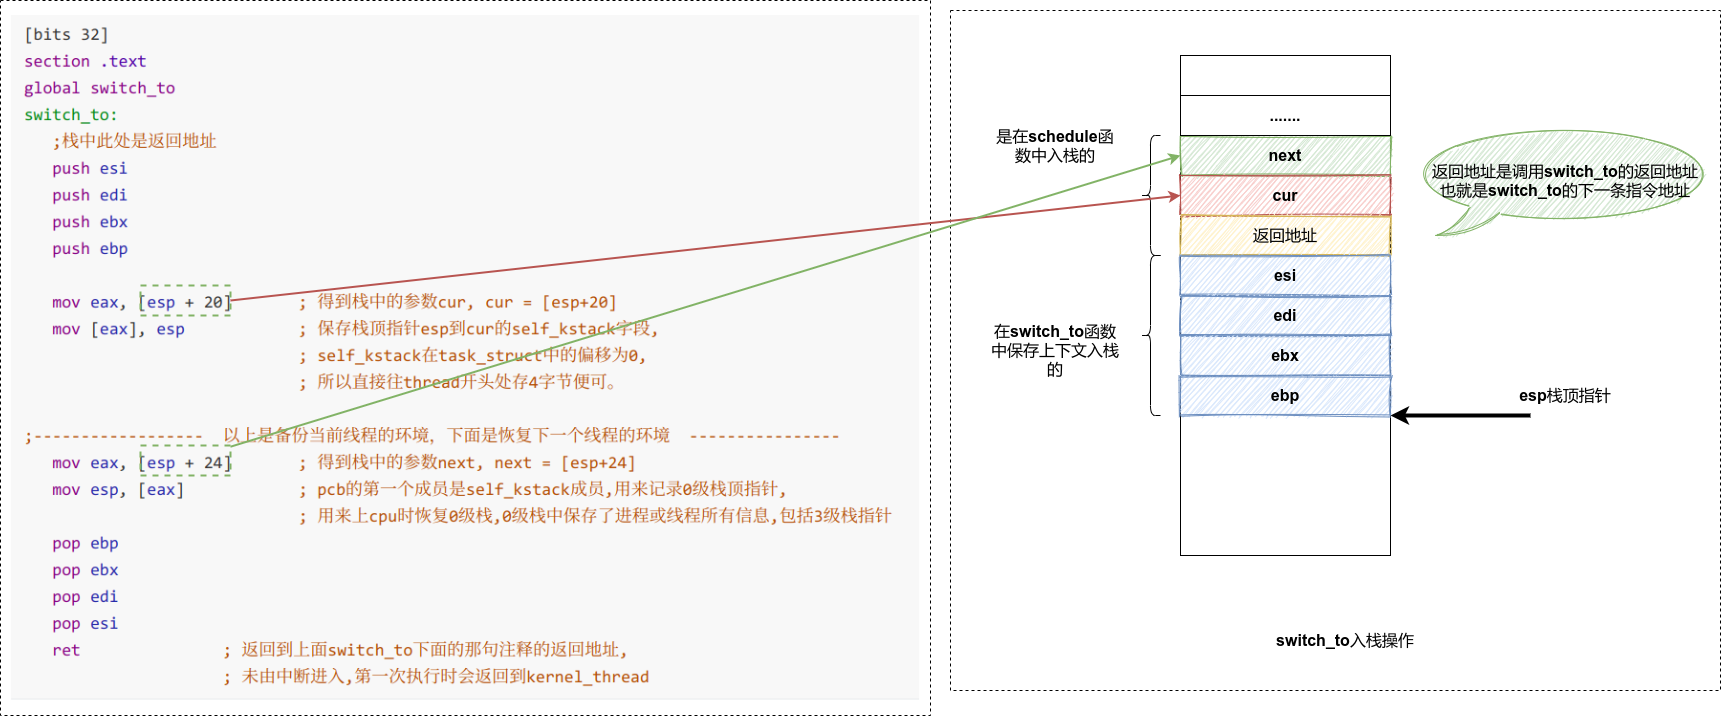 [bits 32]
section .text
global switch_to
switch_to:
;栈中此处是返回地址
push esi
push edi
push ebx
push ebp
mov eax, [esp + 20] ; 得到栈中的参数cur, cur = [esp+20]
mov [eax], esp ; 保存栈顶指针esp到cur的self_kstack字段,
; self_kstack在task_struct中的偏移为0,
; 所以直接往thread开头处存4字节便可。
;------------------ 以上是备份当前线程的环境, 下面是恢复下一个线程的环境 ----------------
mov eax, [esp + 24] ; 得到栈中的参数next, next = [esp+24]
mov esp, [eax] ; pcb的第一个成员是self_kstack成员,用来记录0级栈顶指针,
; 用来上cpu时恢复0级栈,0级栈中保存了进程或线程所有信息,包括3级栈指针
pop ebp
pop ebx
pop edi
pop esi
ret ; 返回到上面switch_to下面的那句注释的返回地址,
; 未由中断进入,第一次执行时会返回到kernel_thread
.......
是在schedule函
数中入栈的
next
cur
返回地址
返回地址是调用switch_to的返回地址
也就是switch_to的下一条指令地址
在switch_to函数
中保存上下文入栈
的
esi
edi
ebx
ebp
esp栈顶指针
switch_to入栈操作